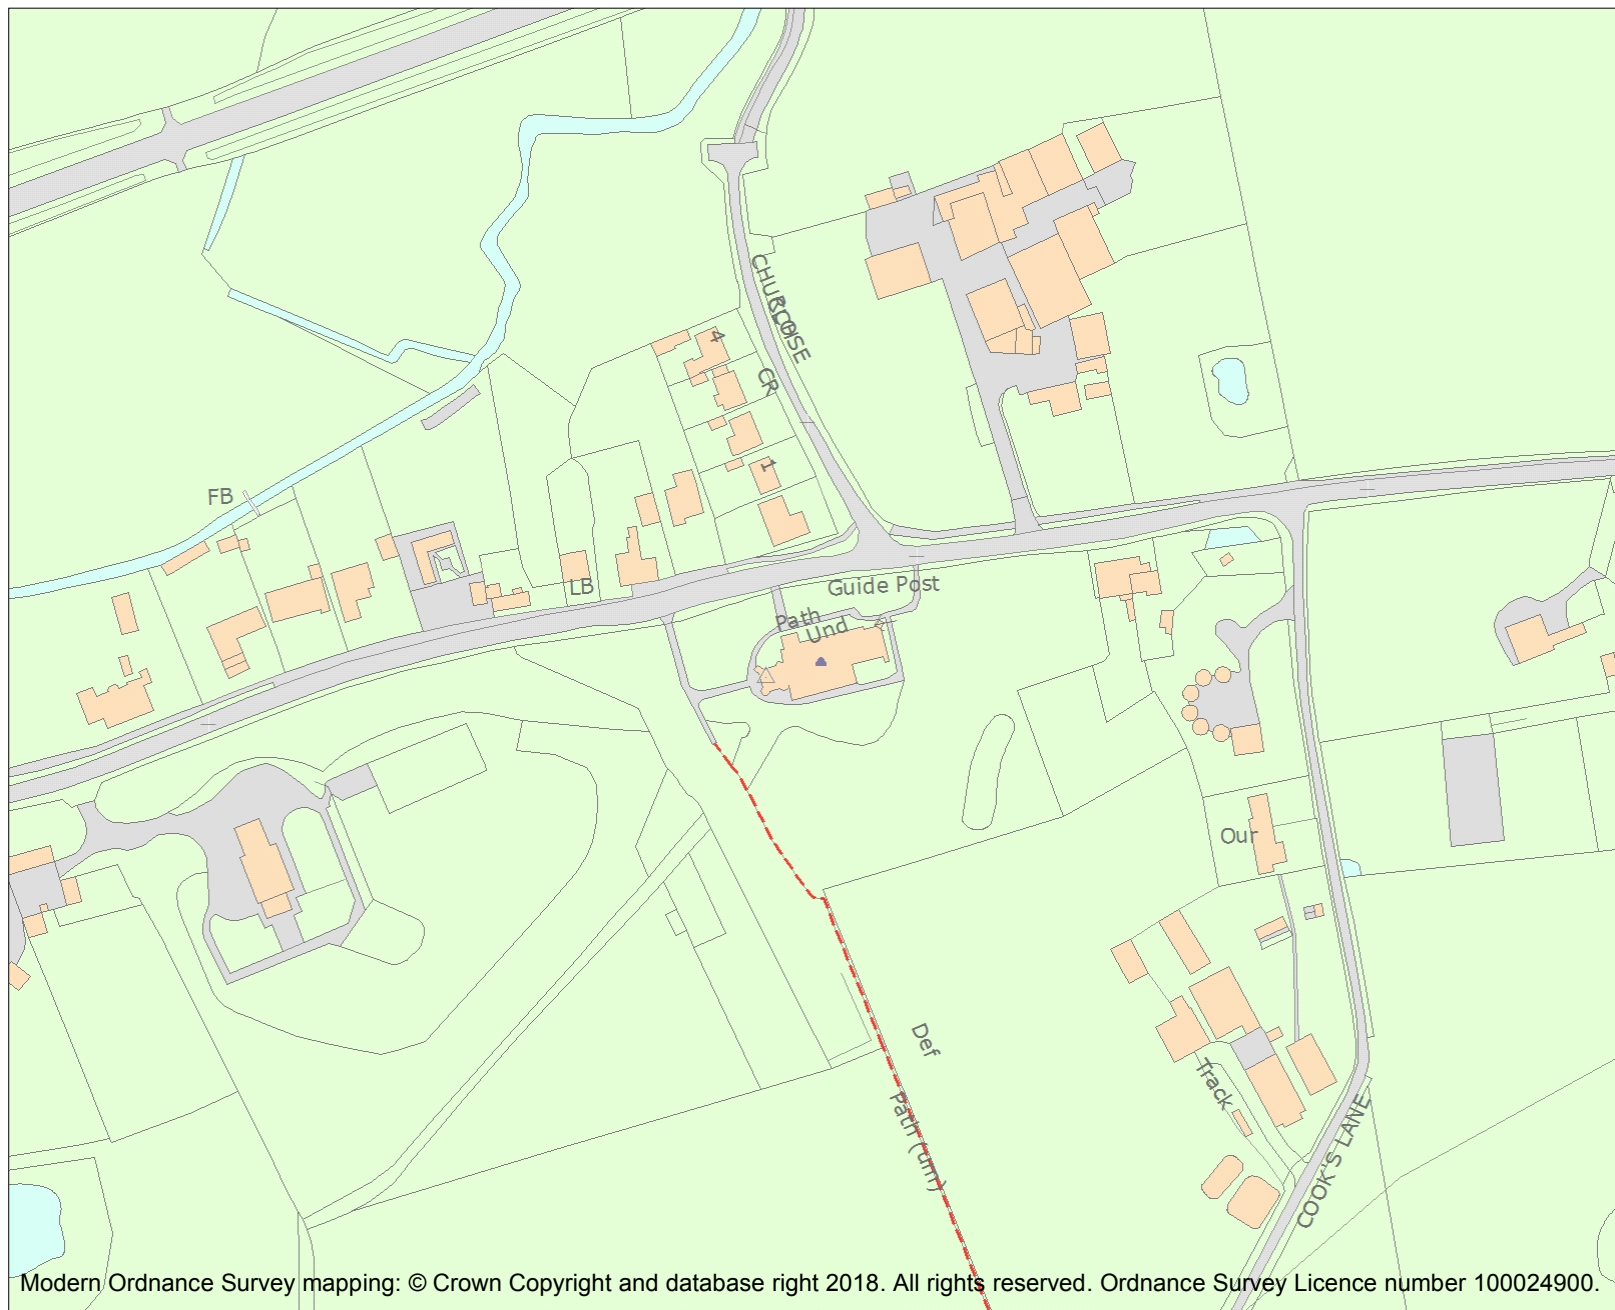 CHURCH
CLOSE
4
CR
1
FB
LB
Guide Post
Path
Und
Our
Def
Track
Path (um)
COOK'S LANE
Modern Ordnance Survey mapping: © Crown Copyright and database right 2018. All rights reserved. Ordnance Survey Licence number 100024900.